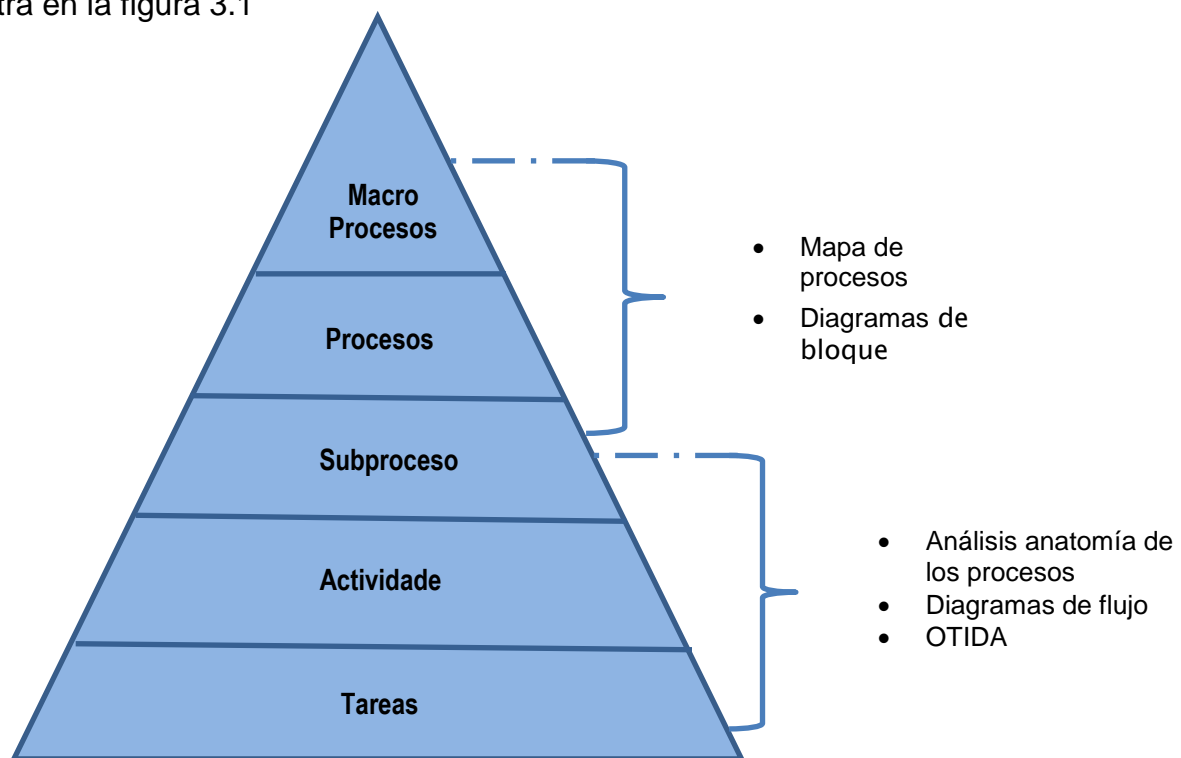 tra en la figura 3.1
Macro
Procesos
Procesos
Subproceso
Actividade
Tareas
• Mapa de
procesos
• Diagramas de
bloque
• Análisis anatomía de
los procesos
• Diagramas de flujo
• OTIDA